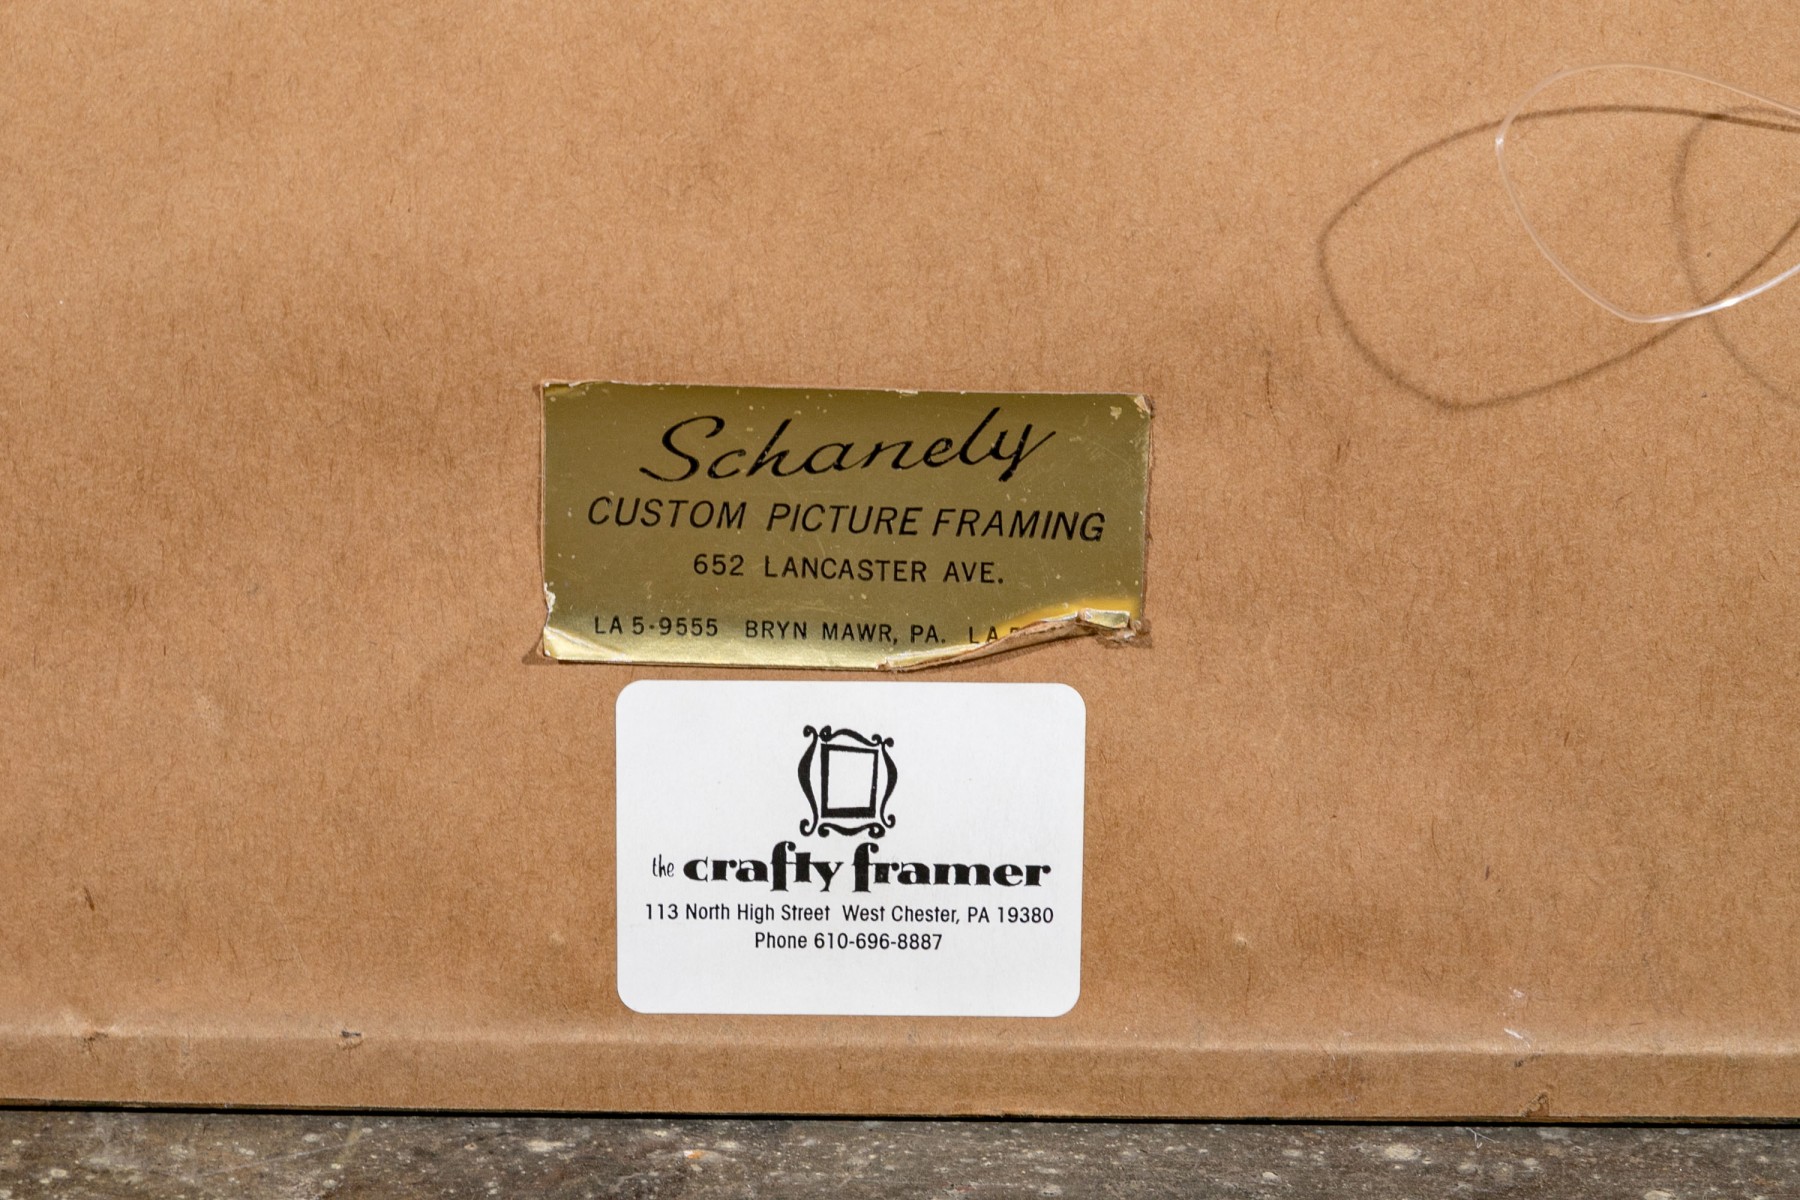 Schanely
CUSTOM PICTURE FRAMING
652 LANCASTER AVE.
LA 5-9555 BRYN MAWR, PA. LA
the crafty framer
113 North High Street West Chester, PA 19380
Phone 610-696-8887